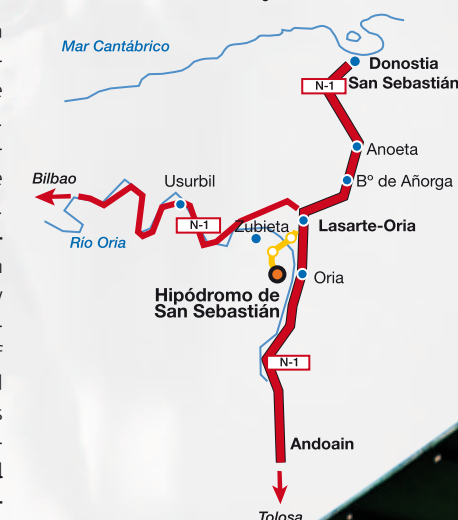 Mar Cantábrico
Donostia
San Sebastián
N-1
Anoeta
Bilbao
Usurbil
Bº de Añorga
N-1
Zubieta
Lasarte-Oria
Río Oria
Oria
Hipódromo de
San Sebastián
N-1
Andoain
Tolosa